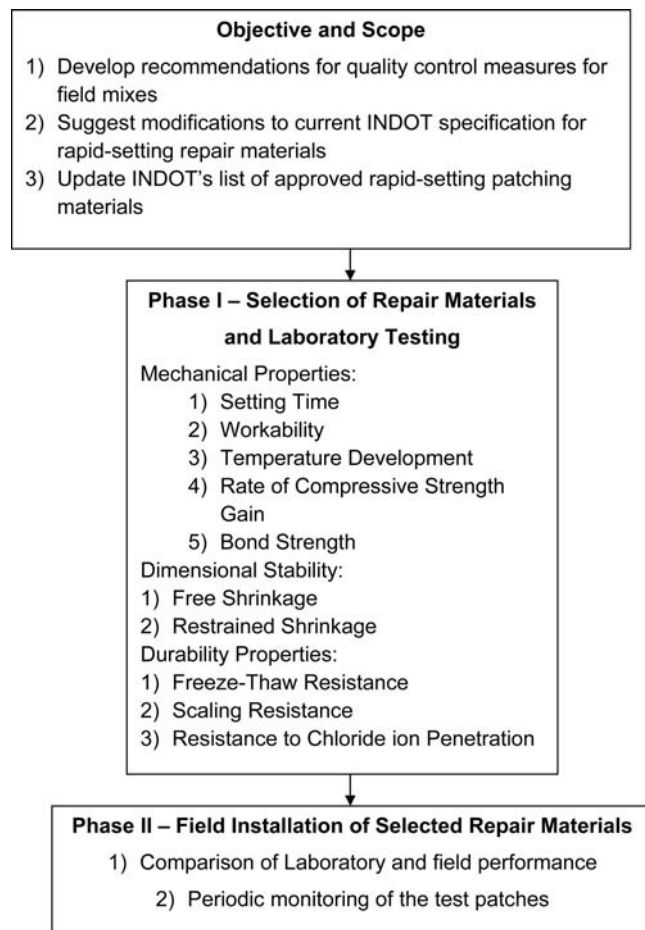 Objective and Scope
1) Develop recommendations for quality control measures for
field mixes
2) Suggest modifications to current INDOT specification for
rapid-setting repair materials
3) Update INDOT's list of approved rapid-setting patching
materials
Phase I – Selection of Repair Materials
and Laboratory Testing
Mechanical Properties:
1) Setting Time
2) Workability
3) Temperature Development
4) Rate of Compressive Strength
Gain
5) Bond Strength
Dimensional Stability:
1) Free Shrinkage
2) Restrained Shrinkage
Durability Properties:
1) Freeze-Thaw Resistance
2) Scaling Resistance
3) Resistance to Chloride ion Penetration
Phase II – Field Installation of Selected Repair Materials
1) Comparison of Laboratory and field performance
2) Periodic monitoring of the test patches